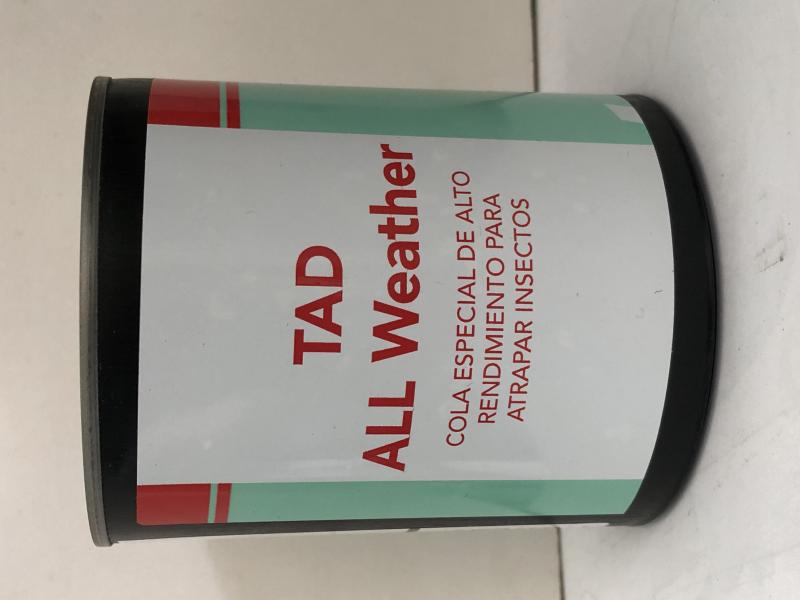 TAD
ALL Weather
COLA ESPECIAL DE ALTO
RENDIMIENTO PARA
ATRAPAR INSECTOS